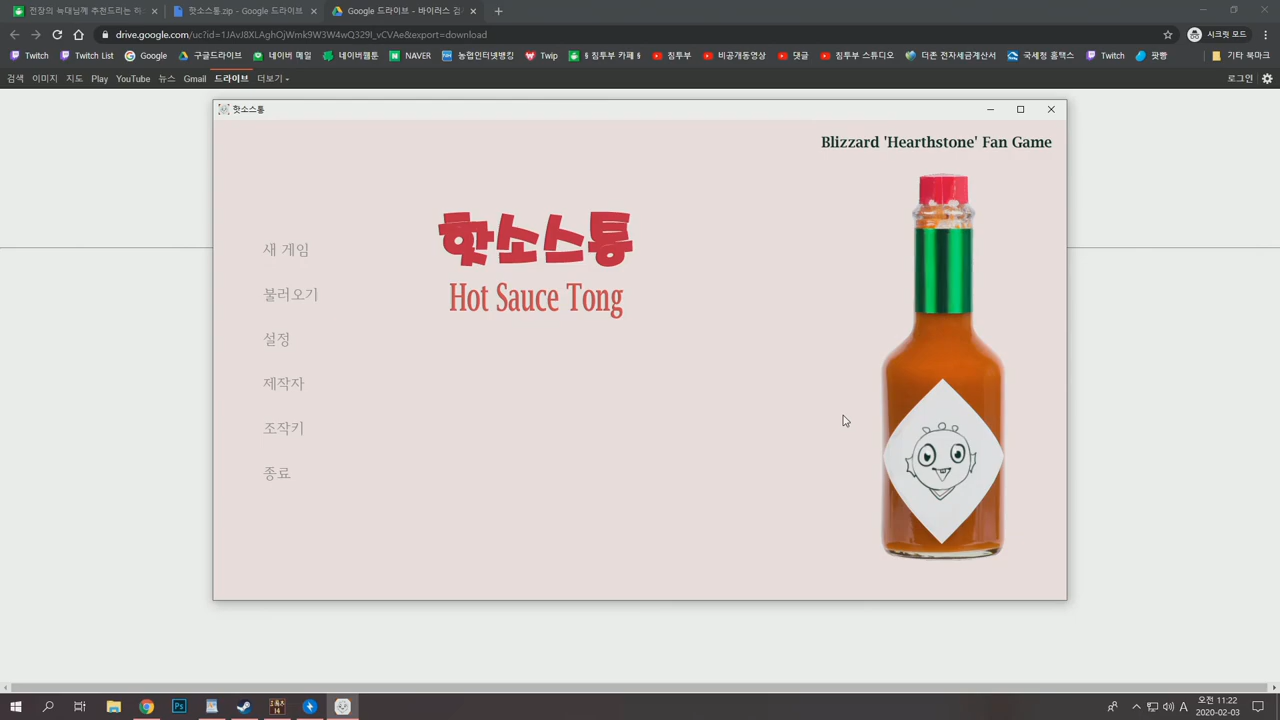 전장의 늑대님께 추천드리는 히
핫소스통.zip - Google 드라이브
Google 드라이브 - 바이러스 검
drive.google.com/uc?id=1JAvJ8XLAghOjWmk9W3W4wQ329I_vCVAe&export=download
시크릿 모드
Twitch
Twitch List
Google
구글드라이브
네이버 메일
네이버웹툰
NAVER
농협인터넷뱅킹
Twip
§ 침투부 카페 §
침투부
비공개동영상
댓글
침투부 스튜디오
더존 전자세금계산서
국세청 홈택스
Twitch
팟빵
기타 북마크
검색 이미지 지도 Play YouTube 뉴스 Gmail 드라이브 더보기
로그인
핫소스통
Blizzard 'Hearthstone' Fan Game
핫소스통
Hot Sauce Tong
새 게임
불러오기
설정
제작자
조작키
종료
오전 11:22
2020-02-03